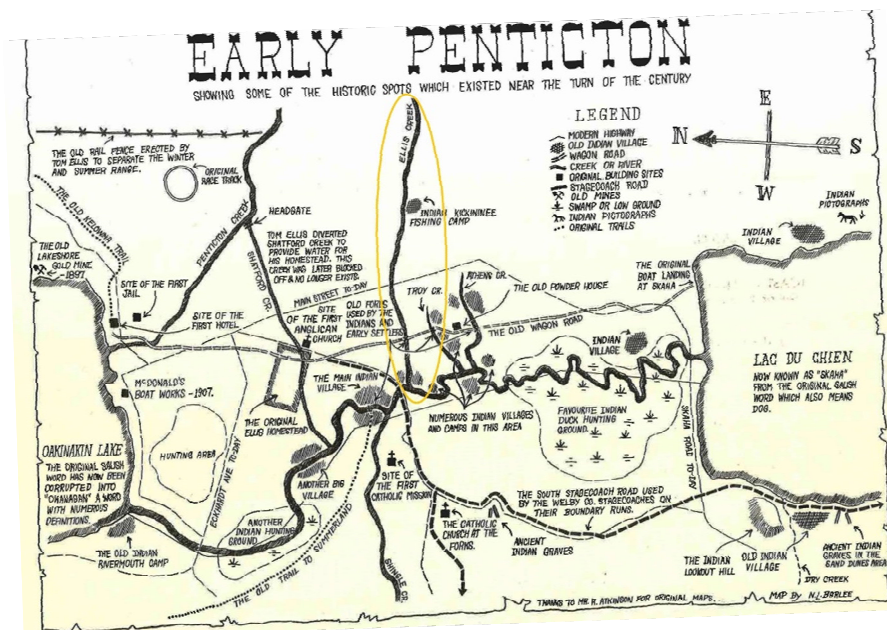 EARLY PENTICTON
SHOWING SOME OF THE HISTORIC SPOTS WHICH EXISTED NEAR THE TURN OF THE CENTURY
E
N
S
W
LEGEND
MODERN HIGHWAY
OLD INDIAN VILLAGE
WAGON ROAD
CREEK OR RIVER
ORIGINAL BUILDING SITES
STAGECOACH ROAD
OLD MINES
SWAMP OR LOW GROUND
INDIAN PICTOGRAPHS
ORIGINAL TRAILS
THE OLD RAIL FENCE ERECTED BY
TOM ELLIS TO SEPARATE THE WINTER
AND SUMMER RANGE.
ORIGINAL
RACE TRACK
THE OLD KELOWNA TRAIL
PENTICTON CREEK
HEADGATE
ELLIS CREEK
INDIAN KICKININEE
FISHING CAMP
TOM ELLIS DIVERTED
SHATFORD CREEK TO
PROVIDE WATER FOR
HIS HOMESTEAD. THIS
CREEK WAS LATER BLOCKED
OFF & NO LONGER EXISTS.
SHATFORD CR.
THE OLD
LAKESHORE
GOLD MINE
-1897
SITE OF THE FIRST
JAIL
SITE OF THE
FIRST HOTEL
MAIN STREET TO-DAY
SITE
OF THE FIRST
ANGLICAN
CHURCH
OLD FORDS
USED BY THE
INDIANS AND
EARLY SETTLERS
TROY CR.
ATHENS CR.
THE OLD POWDER HOUSE
THE OLD WAGON ROAD
THE ORIGINAL
BOAT LANDING
AT SKAHA
INDIAN
VILLAGE
INDIAN
PICTOGRAPHS
INDIAN
VILLAGE
LAC DU CHIEN
NOW KNOWN AS "SKAHA"
FROM THE ORIGINAL SALISH
WORD WHICH ALSO MEANS
DOG.
McDONALD'S
BOAT WORKS -1907.
THE MAIN INDIAN
VILLAGE
THE ORIGINAL
ELLIS HOMESTEAD
HUNTING AREA
ECKHARDT AVE TO-DAY
NUMEROUS INDIAN VILLAGES
AND CAMPS IN THIS AREA
FAVOURITE INDIAN
DUCK HUNTING
GROUND
SKAHA ROAD TO-DAY
OAKINAKIN LAKE
THE ORIGINAL SALISH
WORD HAS NOW BEEN
CORRUPTED INTO
"OKANAGAN" A WORD
WITH NUMEROUS
DEFINITIONS.
ANOTHER BIG
VILLAGE
ANOTHER
INDIAN HUNTING
GROUND
THE OLD INDIAN
RIVERMOUTH CAMP
THE OLD TRAIL TO SUMMERLAND
SITE OF
THE FIRST
CATHOLIC MISSION
SHINGLE CR.
THE CATHOLIC
CHURCH AT THE
FORKS.
ANCIENT
INDIAN GRAVES
THE SOUTH STAGECOACH ROAD USED
BY THE WELBY CO. STAGECOACHES ON
THEIR BOUNDARY RUNS.
THE INDIAN
LOOKOUT HILL
OLD INDIAN
VILLAGE
ANCIENT INDIAN
GRAVES IN THE
SAND DUNES AREA
DRY CREEK
THANKS TO MR. R. ATKINSON FOR ORIGINAL MAPS.
MAP BY N.L. BARLEE